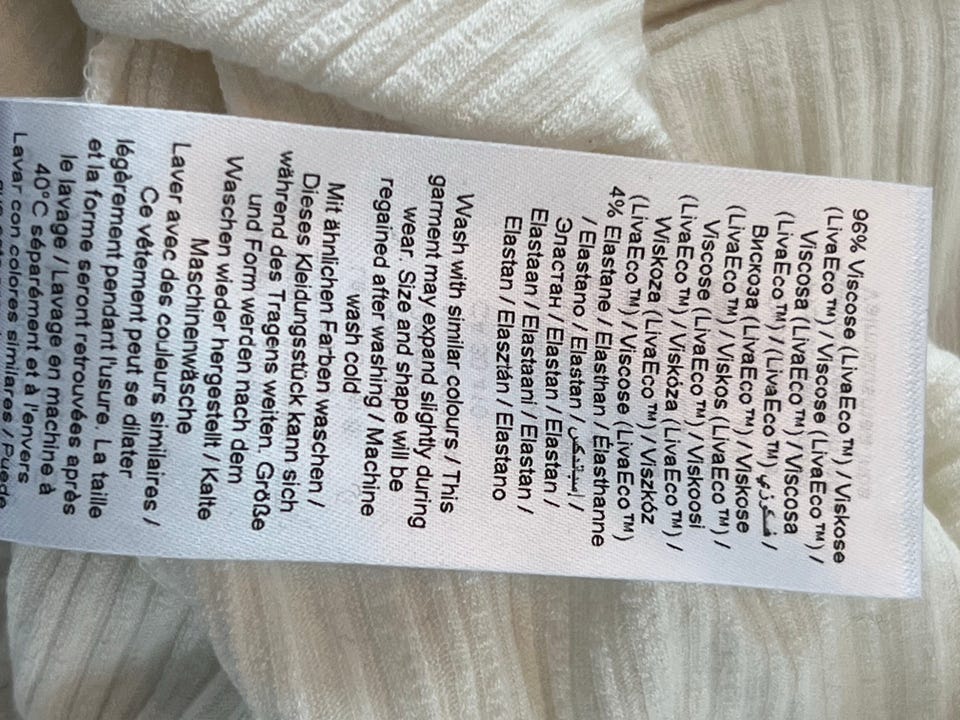 96% Viscose (LivaEco™) / Viskose
(LivaEco™) / Viscose (LivaEco™) /
Viscosa (LivaEco™) / Viscosa
(LivaEco™) / (LivaEco™) فسكوزي /
Вискоза (LivaEco™) / Viskose
(LivaEco™) / Viskos (LivaEco™) /
Viscose (LivaEco™) / Viskoosi
(LivaEco™) / Viskóza (LivaEco™) /
Wiskoza (LivaEco™) / Viszkóz
(LivaEco™) / Viscose (LivaEco™)
4% Elastane / Elasthan / Élasthanne
/ Elastano / Elastan /
Эластан / Elastan / Elastan /
Elastaan / Elastaani / Elastan /
Elastan / Elasztán / Elastano
Wash with similar colours / This
garment may expand slightly during
wear. Size and shape will be
regained after washing / Machine
wash cold
Mit ähnlichen Farben waschen /
Dieses Kleidungsstück kann sich
während des Tragens weiten. Größe
und Form werden nach dem
Waschen wieder hergestellt / Kalte
Maschinenwäsche
Laver avec des couleurs similaires /
Ce vêtement peut se dilater
légèrement pendant l'usure. La taille
et la forme seront retrouvées après
le lavage / Lavage en machine à
40°C séparément et à l'envers
Lavar con colores similares / Puede